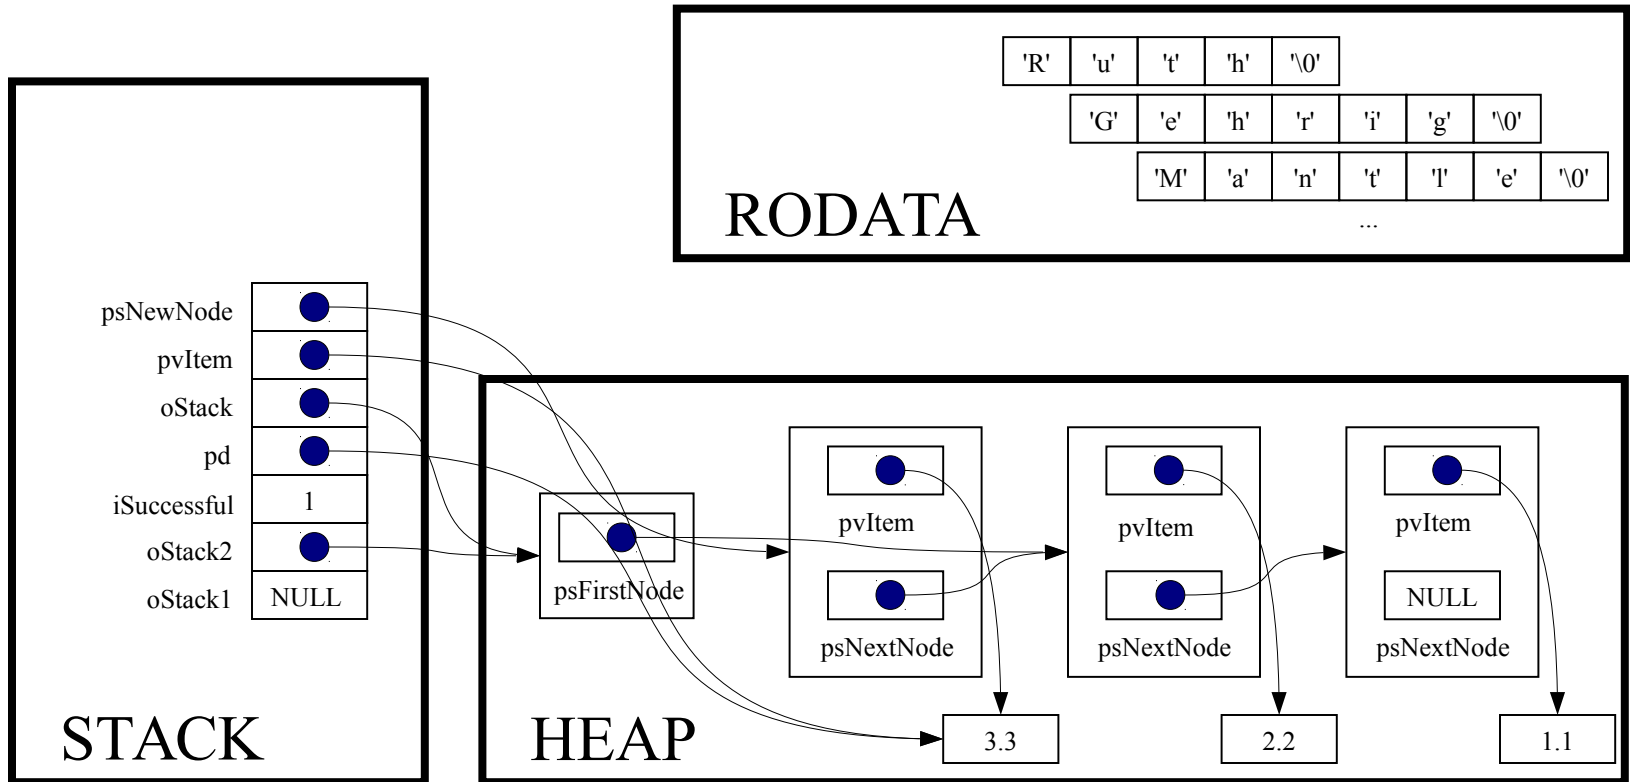 'R' 'u' 't' 'h' '\0'
'G' 'e' 'h' 'r' 'i' 'g' '\0'
'M' 'a' 'n' 't' 'l' 'e' '\0'
...
RODATA
psNewNode
pvItem
oStack
pd
iSuccessful 1
oStack2
oStack1 NULL
STACK
psFirstNode
pvItem
psNextNode
pvItem
psNextNode
pvItem
NULL
psNextNode
3.3
2.2
1.1
HEAP